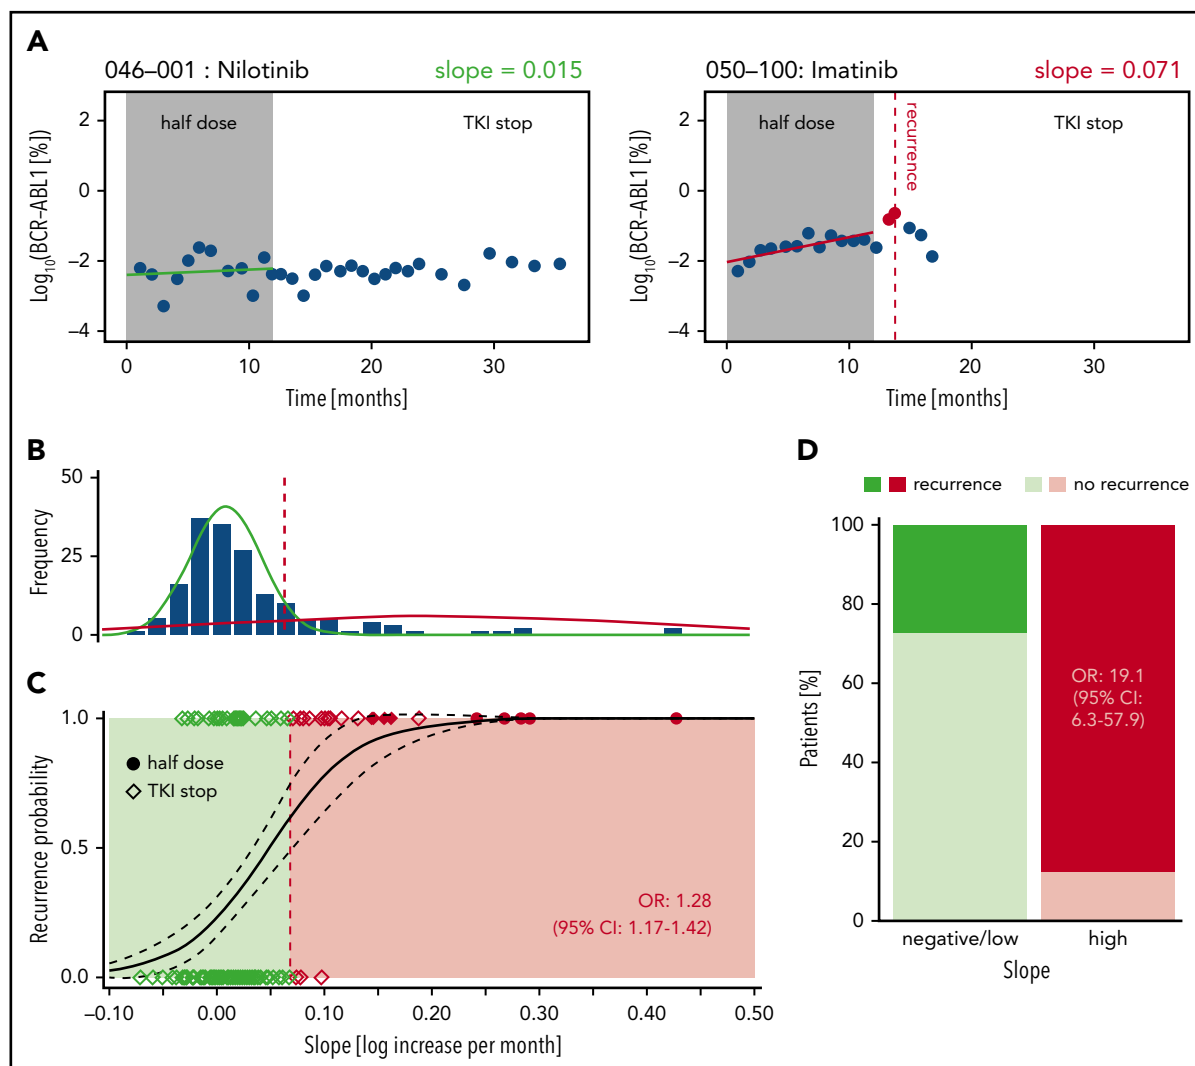 A
046–001 : Nilotinib
slope = 0.015
half dose
TKI stop
Log10(BCR–ABL1 [%])
2
0
–2
–4
0
10
20
30
Time [months]
050–100: Imatinib
slope = 0.071
half dose
recurrence
TKI stop
Log10(BCR–ABL1 [%])
2
0
–2
–4
0
10
20
30
Time [months]
B
Frequency
50
25
0
C
Recurrence probability
1.0
0.5
0.0
half dose
TKI stop
OR: 1.28
(95% CI: 1.17-1.42)
–0.10
0.00
0.10
0.20
0.30
0.40
0.50
Slope [log increase per month]
D
recurrence
no recurrence
Patients [%]
100
80
60
40
20
0
OR: 19.1
(95% CI:
6.3-57.9)
negative/low
high
Slope